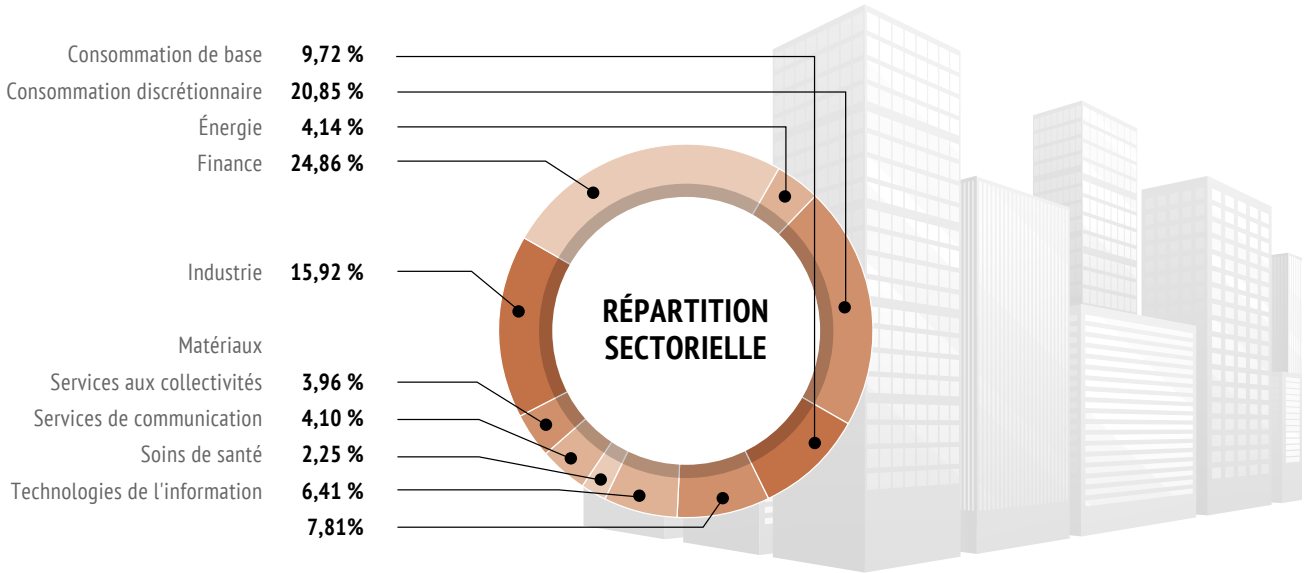 Consommation de base 9,72 %
Consommation discrétionnaire 20,85 %
Énergie 4,14 %
Finance 24,86 %
Industrie 15,92 %
Matériaux
Services aux collectivités 3,96 %
Services de communication 4,10 %
Soins de santé 2,25 %
Technologies de l'information 6,41 %
7,81%
RÉPARTITION
SECTORIELLE